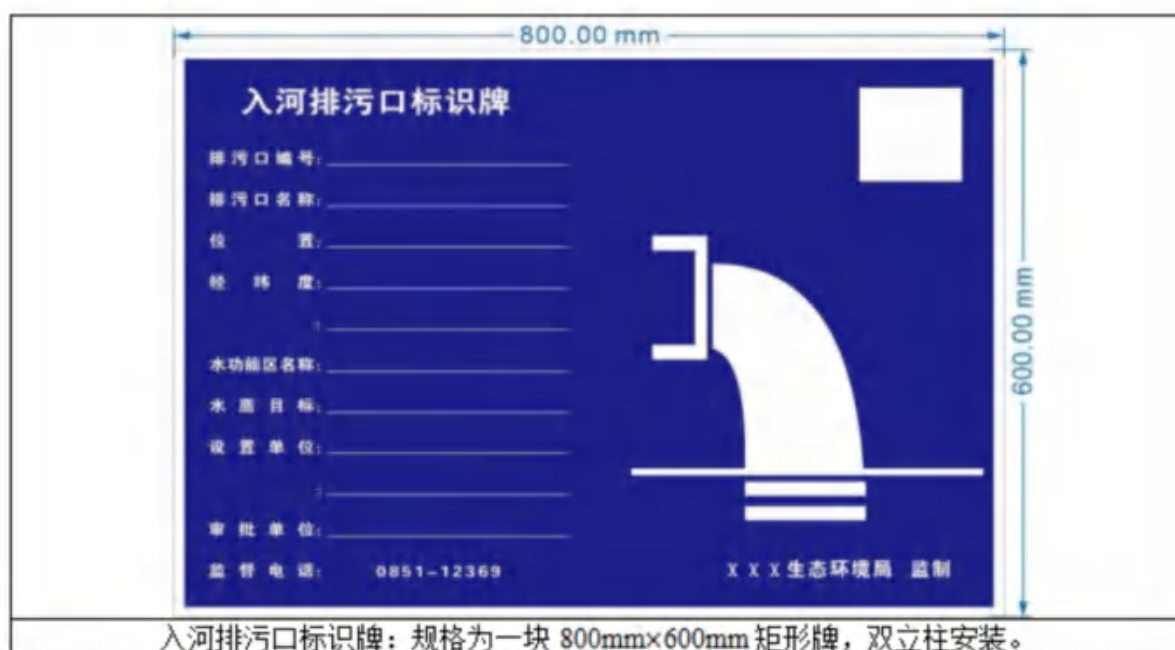 800.00 mm
入河排污口标识牌
排污口编号:
排污口名称:
位 置:
经 纬 度:
:
水功能区名称:
水质目标:
设置单位:
:
审批单位:
监督电话: 0851-12369
X X X 生态环境局 监制
600.00 mm
入河排污口标识牌：规格为一块 800mm×600mm 矩形牌，双立柱安装。